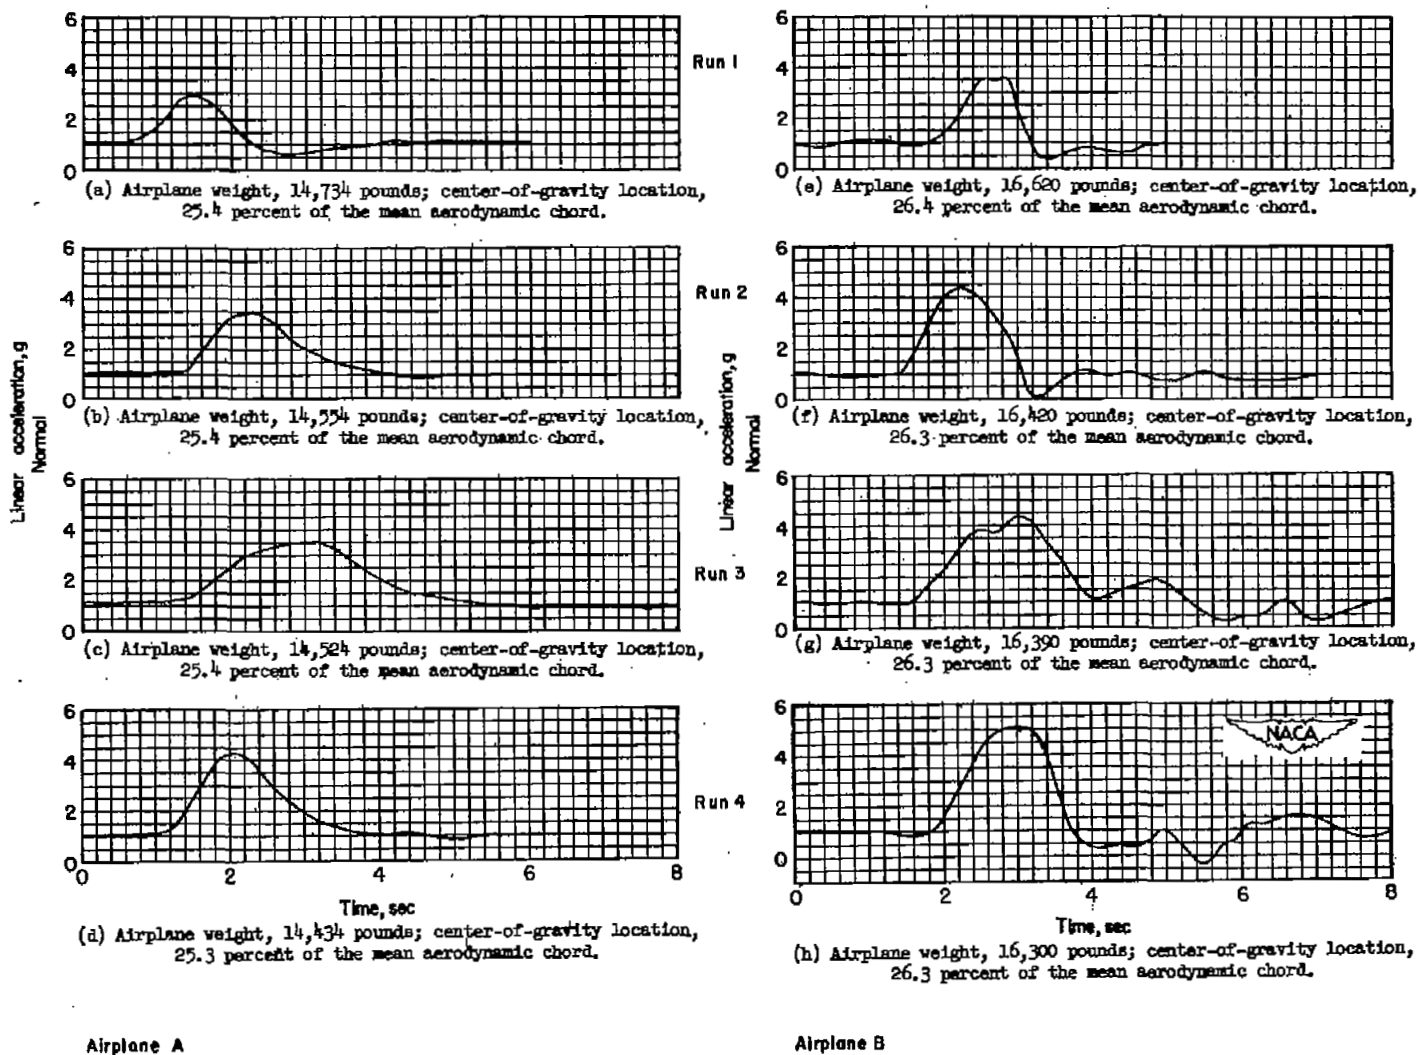 6
4
2
0
(a) Airplane weight, 14,734 pounds; center-of-gravity location,
25.4 percent of the mean aerodynamic chord.
6
4
2
0
(b) Airplane weight, 14,554 pounds; center-of-gravity location,
25.4 percent of the mean aerodynamic chord.
6
4
2
0
(c) Airplane weight, 14,524 pounds; center-of-gravity location,
25.4 percent of the mean aerodynamic chord.
6
4
2
0
0 2 4 6 8
Time, sec
(d) Airplane weight, 14,434 pounds; center-of-gravity location,
25.3 percent of the mean aerodynamic chord.
Linear acceleration, g
Normal
Airplane A
Run 1
Run 2
Run 3
Run 4
6
4
2
0
(e) Airplane weight, 16,620 pounds; center-of-gravity location,
26.4 percent of the mean aerodynamic chord.
6
4
2
0
(f) Airplane weight, 16,420 pounds; center-of-gravity location,
26.3 percent of the mean aerodynamic chord.
6
4
2
0
(g) Airplane weight, 16,390 pounds; center-of-gravity location,
26.3 percent of the mean aerodynamic chord.
6
4
2
0
NACA
0 2 4 6 8
Time, sec
(h) Airplane weight, 16,300 pounds; center-of-gravity location,
26.3 percent of the mean aerodynamic chord.
Linear acceleration, g
Normal
Airplane B